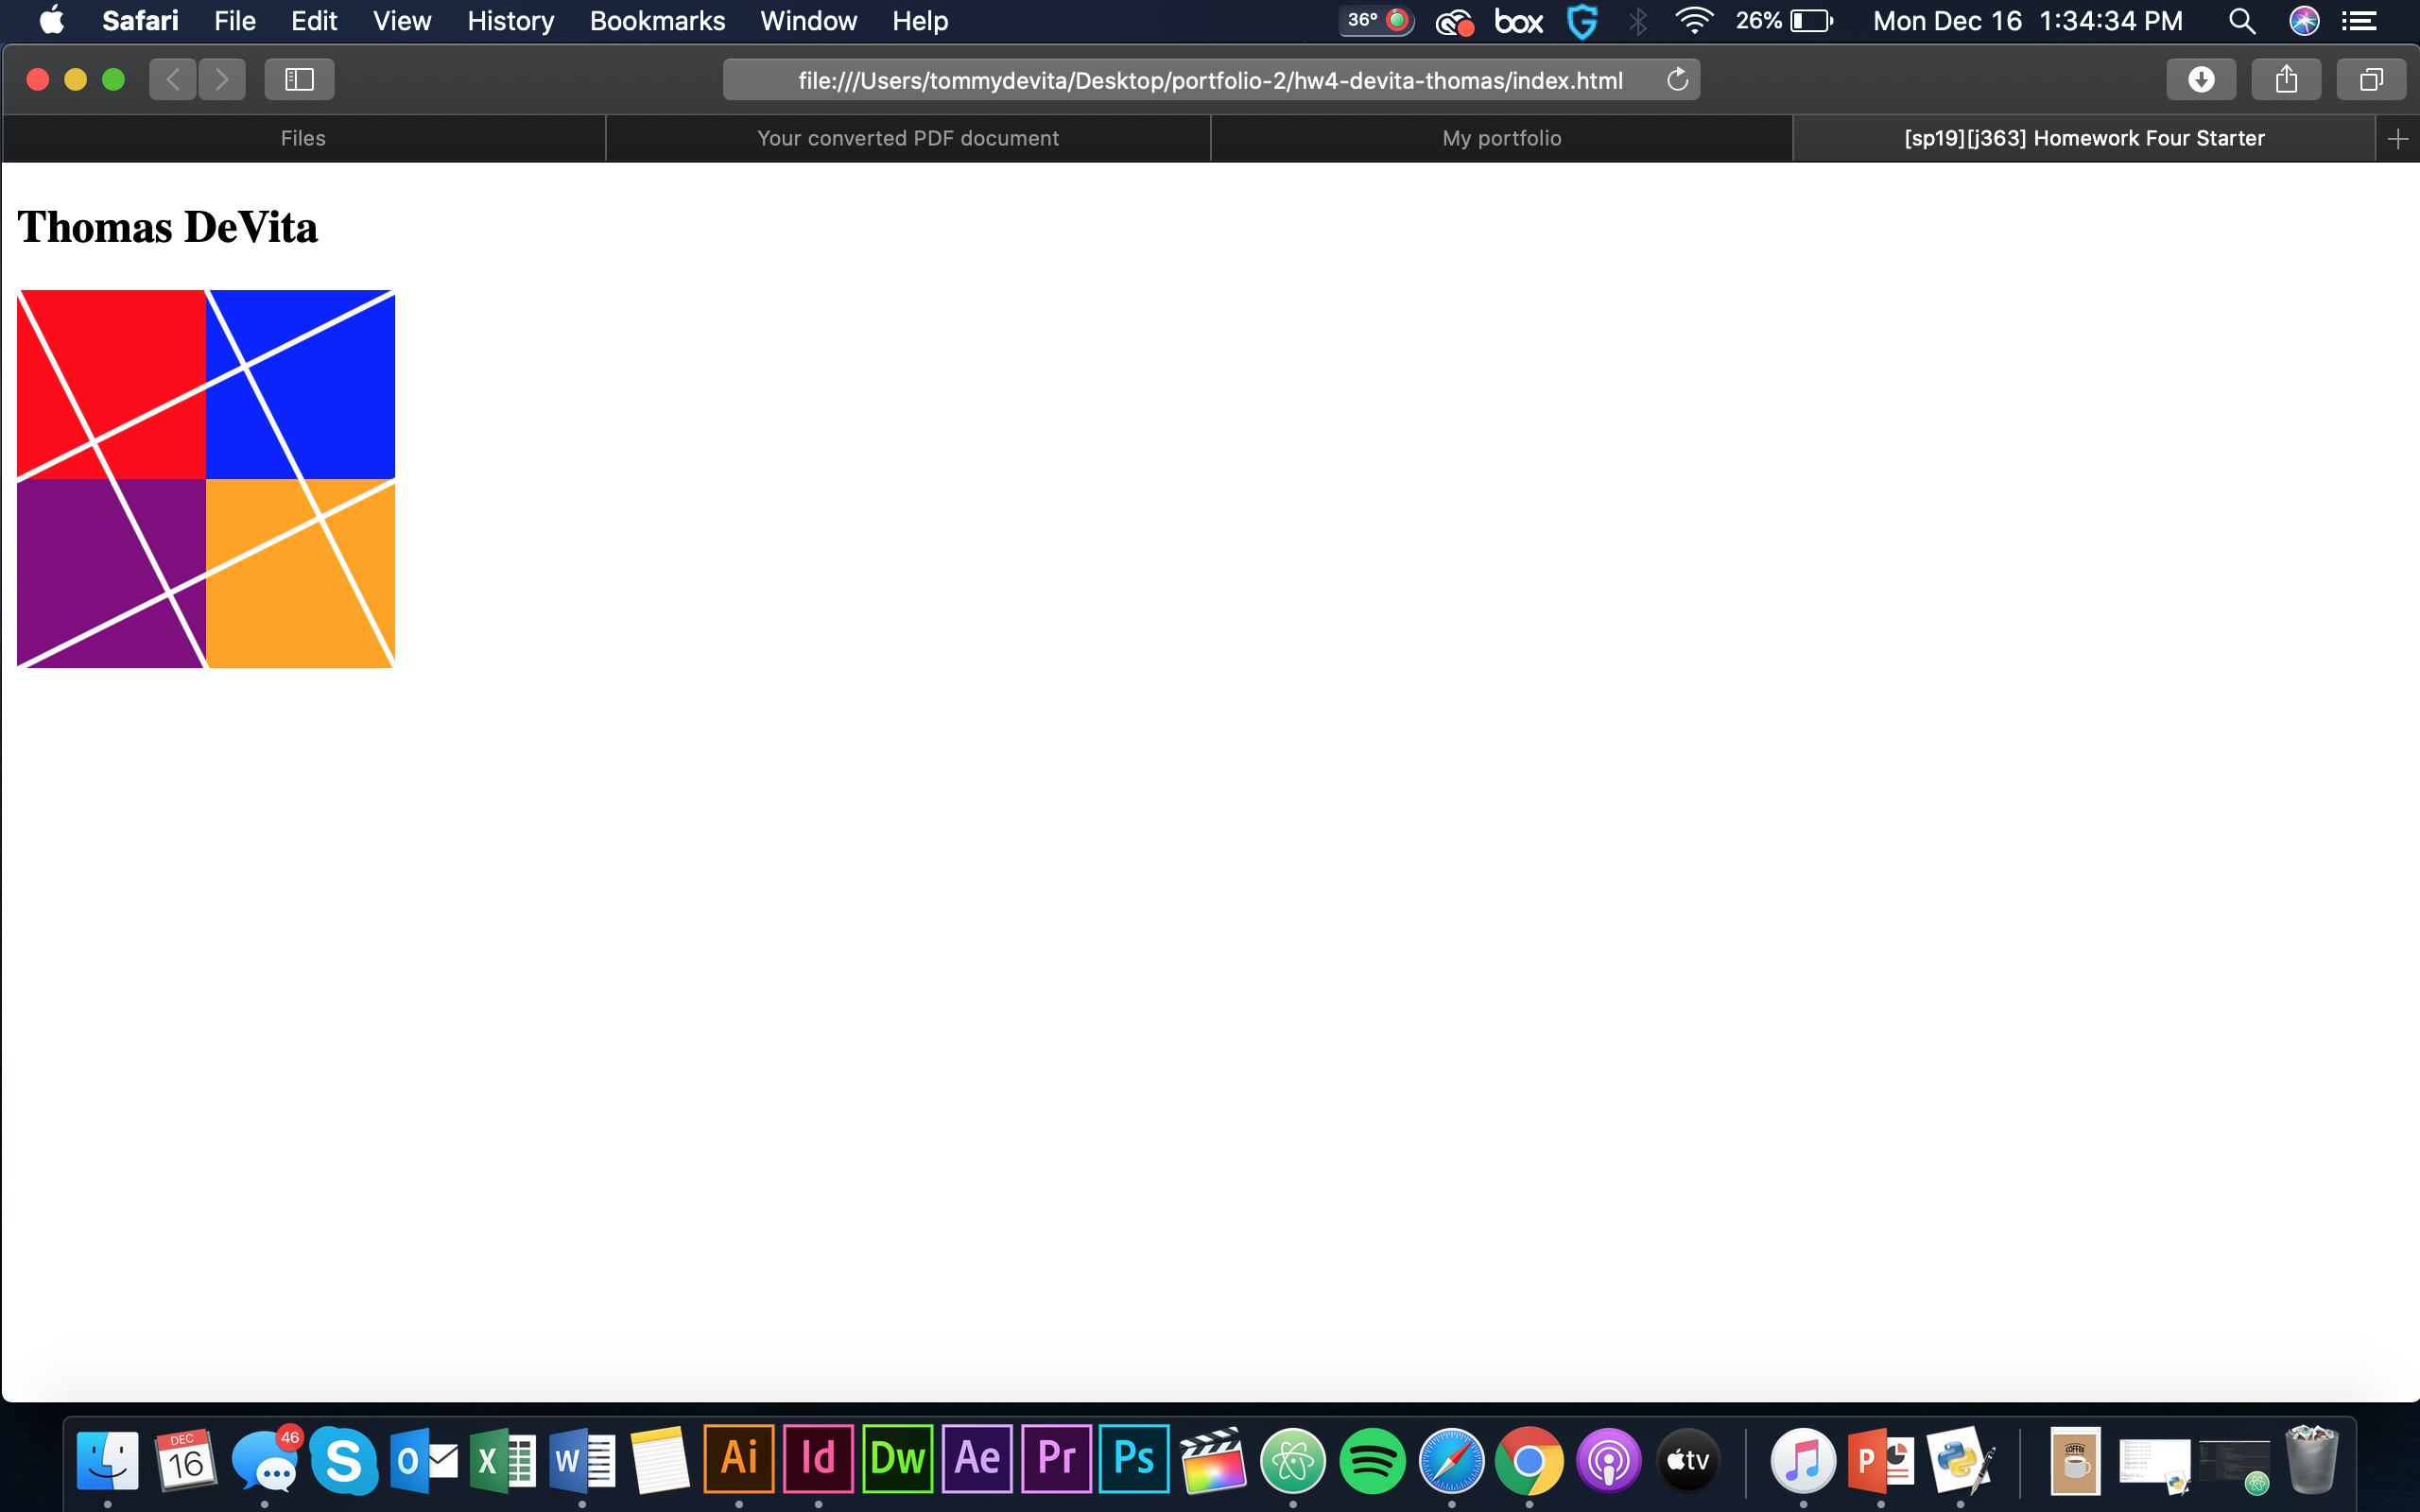 Safari File Edit View History Bookmarks Window Help 36° box 26% Mon Dec 16 1:34:34 PM
file:///Users/tommydevita/Desktop/portfolio-2/hw4-devita-thomas/index.html
Files Your converted PDF document My portfolio [sp19][j363] Homework Four Starter
Thomas DeVita
DEC
16
46
S
O
X
W
Ai
Id
Dw
Ae
Pr
Ps
tv
P
COFFEE